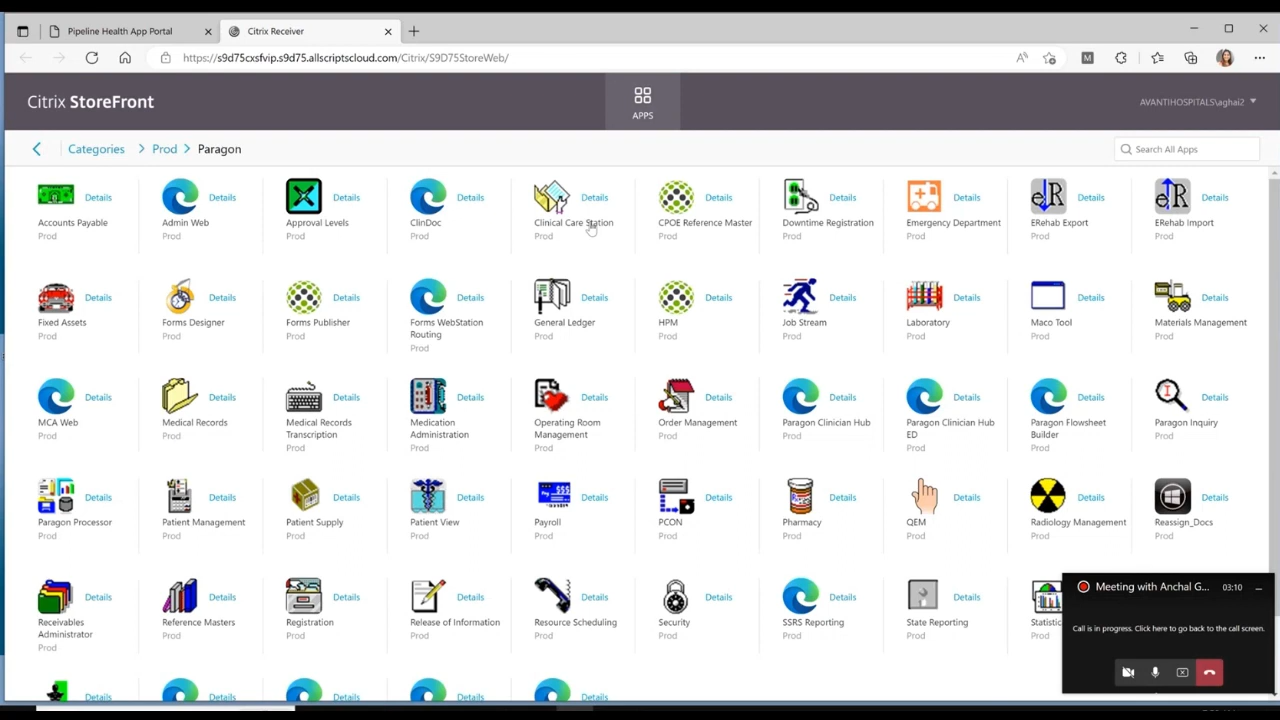 Pipeline Health App Portal
Citrix Receiver
https://s9d75cxsfvip.s9d75.allscriptscloud.com/Citrix/S9D75StoreWeb/
M
Citrix StoreFront
APPS
AVANTIHOSPITALS\aghai2
Categories > Prod > Paragon
Search All Apps
Details Details Details Details Details Details Details Details Details Details
Accounts Payable Admin Web Approval Levels ClinDoc Clinical Care Station CPOE Reference Master Downtime Registration Emergency Department ERehab Export ERehab Import
Prod Prod Prod Prod Prod Prod Prod Prod Prod Prod
Details Details Details Details Details Details Details Details Details Details
Fixed Assets Forms Designer Forms Publisher Forms WebStation General Ledger HPM Job Stream Laboratory Maco Tool Materials Management
Routing
Prod Prod Prod Prod Prod Prod Prod Prod Prod Prod
Details Details Details Details Details Details Details Details Details Details
MCA Web Medical Records Medical Records Medication Operating Room Order Management Paragon Clinician Hub Paragon Clinician Hub Paragon Flowsheet Paragon Inquiry
Transcription Administration Management ED Builder
Prod Prod Prod Prod Prod Prod Prod Prod Prod Prod
Details Details Details Details Details Details Details Details Details Details
Paragon Processor Patient Management Patient Supply Patient View Payroll PCON Pharmacy QEM Radiology Management Reassign_Docs
Prod Prod Prod Prod Prod Prod Prod Prod Prod Prod
Details Details Details Details Details Details Details Details
Receivables Reference Masters Registration Release of Information Resource Scheduling Security SSRS Reporting State Reporting Statistic
Administrator
Prod Prod Prod Prod Prod Prod Prod Prod Prod
Details Details Details Details Details
Meeting with Anchal G... 03:10
Call is in progress. Click here to go back to the call screen.